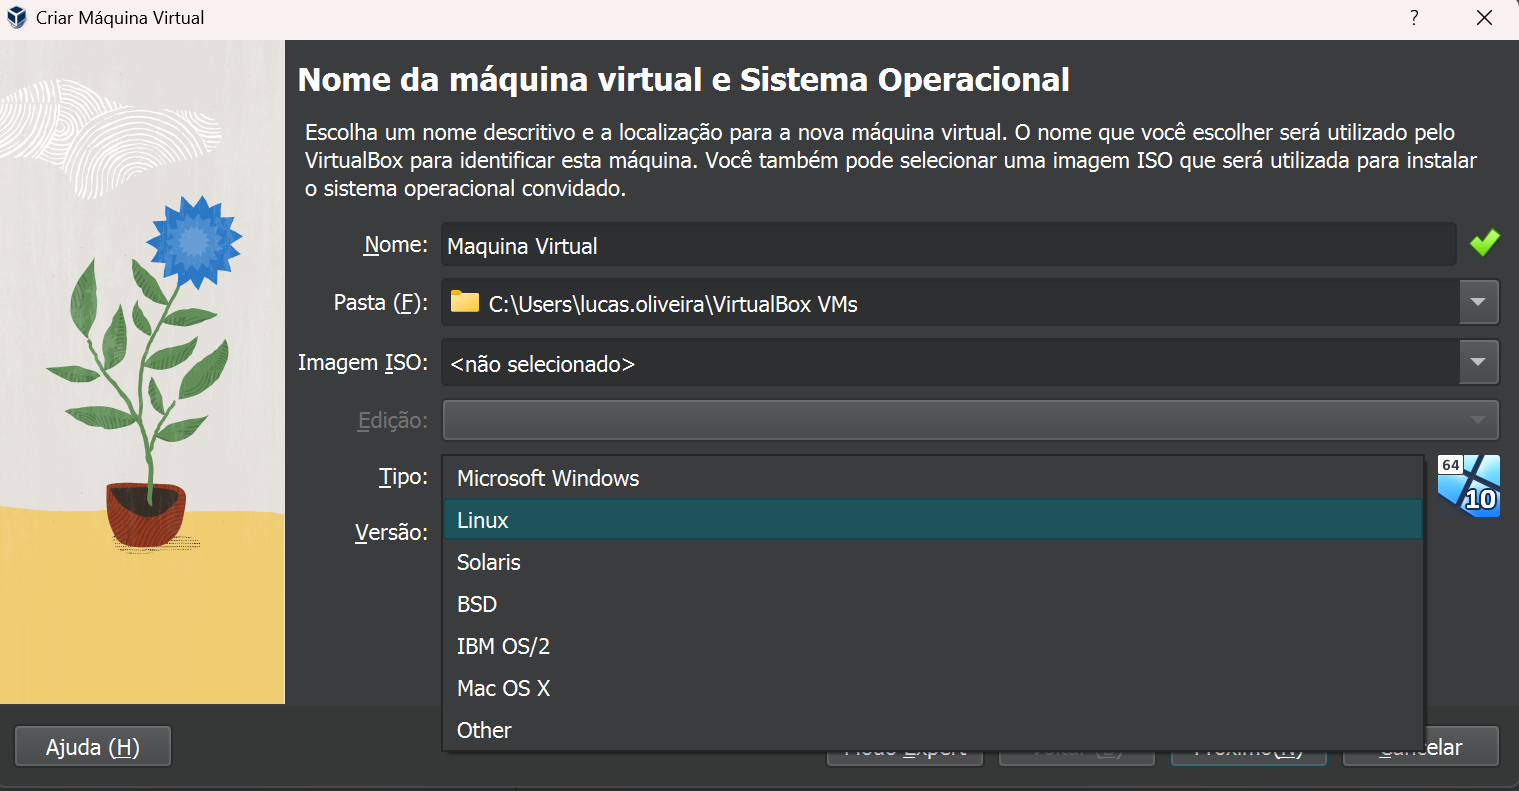 Criar Máquina Virtual
?
Nome da máquina virtual e Sistema Operacional
Escolha um nome descritivo e a localização para a nova máquina virtual. O nome que você escolher será utilizado pelo
VirtualBox para identificar esta máquina. Você também pode selecionar uma imagem ISO que será utilizada para instalar
o sistema operacional convidado.
Nome: Maquina Virtual
Pasta (F): C:\Users\lucas.oliveira\VirtualBox VMs
Imagem ISO: <não selecionado>
Edição:
Tipo: Microsoft Windows
64
10
Linux
Versão:
Solaris
BSD
IBM OS/2
Mac OS X
Other
Ajuda (H) Modo Expert Voltar (B) Próximo(N) Cancelar